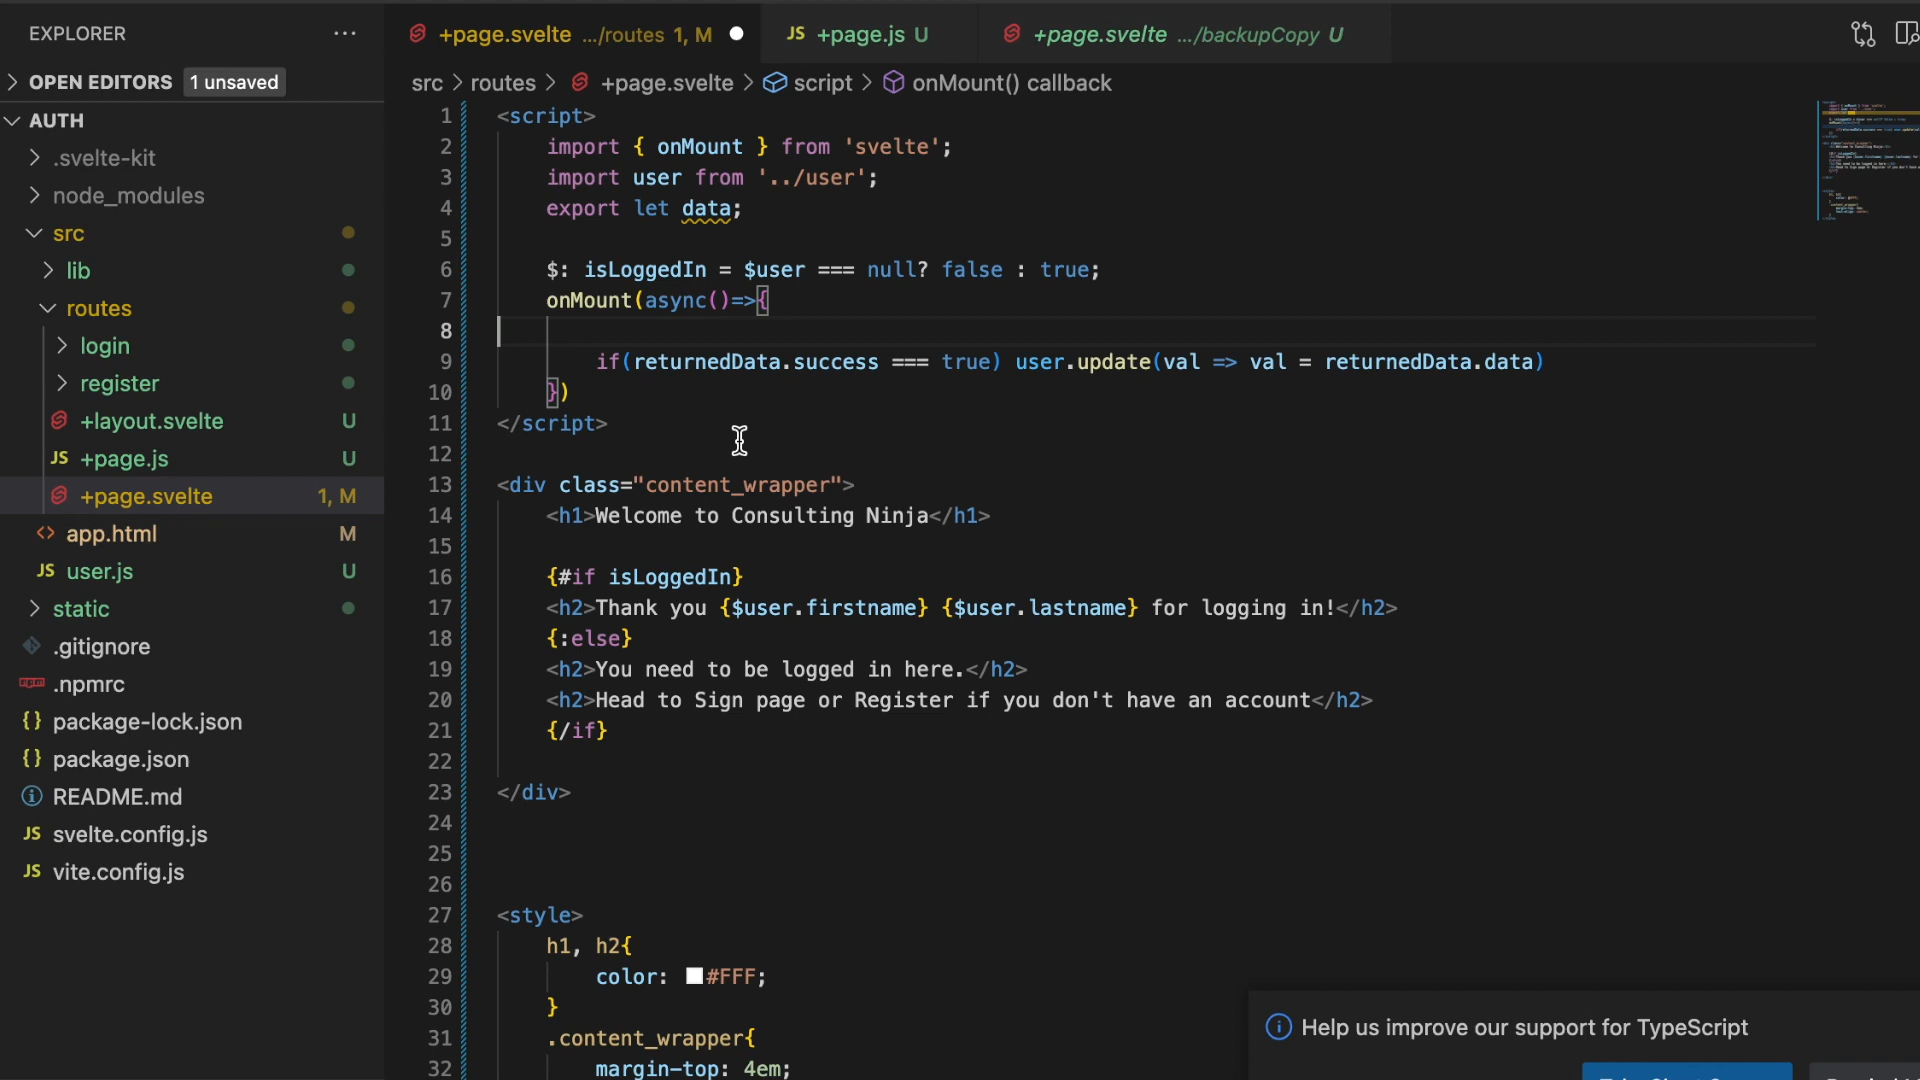 EXPLORER
OPEN EDITORS 1 unsaved
AUTH
.svelte-kit
node_modules
src
lib
routes
login
register
+layout.svelte U
JS +page.js U
+page.svelte 1, M
<> app.html M
JS user.js U
static
.gitignore
.npmrc
{} package-lock.json
{} package.json
README.md
JS svelte.config.js
JS vite.config.js
+page.svelte .../routes 1, M
JS +page.js U
+page.svelte .../backupCopy U
src > routes > +page.svelte > script > onMount() callback
1 <script>
2 import { onMount } from 'svelte';
3 import user from '../user';
4 export let data;
5
6 $: isLoggedIn = $user === null? false : true;
7 onMount(async()=>{
8
9 if(returnedData.success === true) user.update(val => val = returnedData.data)
10 })
11 </script>
12
13 <div class="content_wrapper">
14 <h1>Welcome to Consulting Ninja</h1>
15
16 {#if isLoggedIn}
17 <h2>Thank you {$user.firstname} {$user.lastname} for logging in!</h2>
18 {:else}
19 <h2>You need to be logged in here.</h2>
20 <h2>Head to Sign page or Register if you don't have an account</h2>
21 {/if}
22
23 </div>
24
25
26
27 <style>
28 h1, h2{
29 color: #FFF;
30 }
31 .content_wrapper{
32 margin-top: 4em;
Help us improve our support for TypeScript